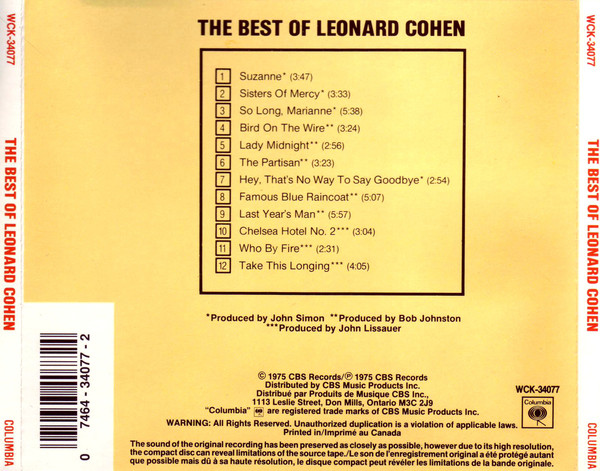 WCK-34077
THE BEST OF LEONARD COHEN
COLUMBIA
THE BEST OF LEONARD COHEN
1 Suzanne* (3:47)
2 Sisters Of Mercy* (3:33)
3 So Long, Marianne* (5:38)
4 Bird On The Wire** (3:24)
5 Lady Midnight** (2:56)
6 The Partisan** (3:23)
7 Hey, That's No Way To Say Goodbye* (2:54)
8 Famous Blue Raincoat** (5:07)
9 Last Year's Man** (5:57)
10 Chelsea Hotel No. 2*** (3:04)
11 Who By Fire*** (2:31)
12 Take This Longing*** (4:05)
*Produced by John Simon **Produced by Bob Johnston
***Produced by John Lissauer
0 7464-34077-2
© 1975 CBS Records/℗ 1975 CBS Records
Distributed by CBS Music Products Inc.
Distribué par Produits de Musique CBS Inc.,
1113 Leslie Street, Don Mills, Ontario M3C 2J9
"Columbia" are registered trade marks of CBS Music Products Inc.
WARNING: All Rights Reserved. Unauthorized duplication is a violation of applicable laws.
Printed in/Imprimé au Canada
WCK-34077
Columbia
The sound of the original recording has been preserved as closely as possible, however due to its high resolution,
the compact disc can reveal limitations of the source tape./Le son de l'enregistrement original a été protégé autant
que possible mais dû à sa haute résolution, le disque compact peut révéler les limitations de la bande originale.
WCK-34077
THE BEST OF LEONARD COHEN
COLUMBIA